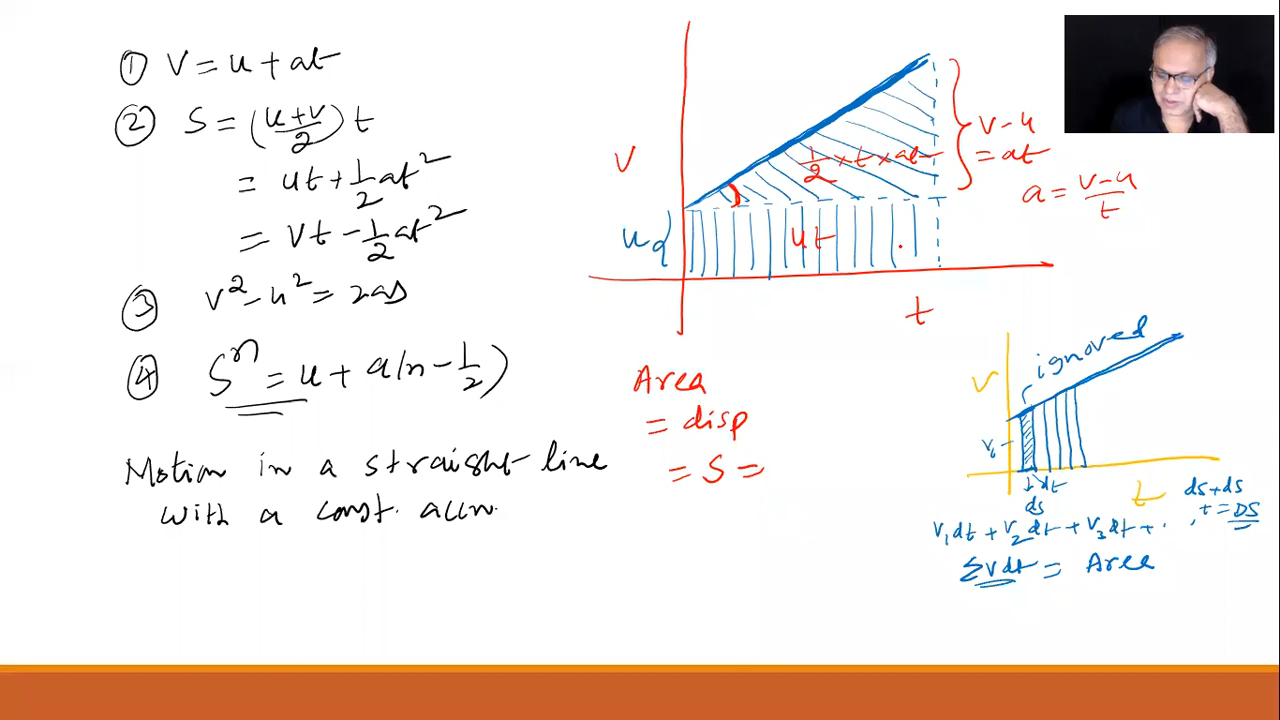 ① V = u + at
② S = (u+v/2) t
= ut + 1/2 at²
= vt - 1/2 at²
③ v² - u² = 2as
④ Sⁿ = u + a(n - 1/2)
Motion in a straight line
with a const. accn.
V
u
1/2 × t × at
ut
t
V-u
= at
a = v-u/t
Area
= disp
= S =
V
ignored
v₁
dt
ds
t
ds+ds
+ = DS
V₁dt + V₂dt + V₃dt + . . .
Σvdt = Area